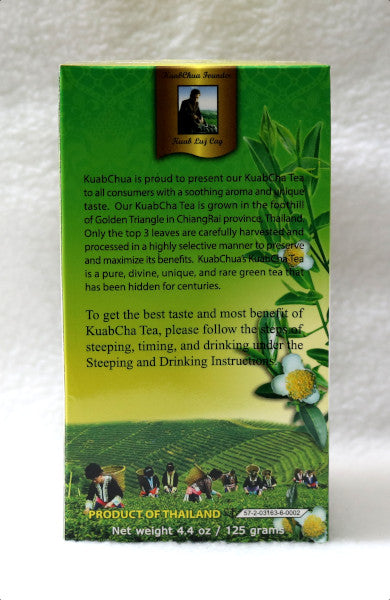 KuabChua Founder
Kuab Luz Cag
KuabChua is proud to present our KuabCha Tea
to all consumers with a soothing aroma and unique
taste. Our KuabCha Tea is grown in the foothill
of Golden Triangle in ChiangRai province, Thailand.
Only the top 3 leaves are carefully harvested and
processed in a highly selective manner to preserve
and maximize its benefits. KuabChua's KuabCha Tea
is a pure, divine, unique, and rare green tea that
has been hidden for centuries.
To get the best taste and most benefit of
KuabCha Tea, please follow the steps of
steeping, timing, and drinking under the
Steeping and Drinking Instructions.
PRODUCT OF THAILAND
57-2-03163-6-0002
Net weight 4.4 oz / 125 grams